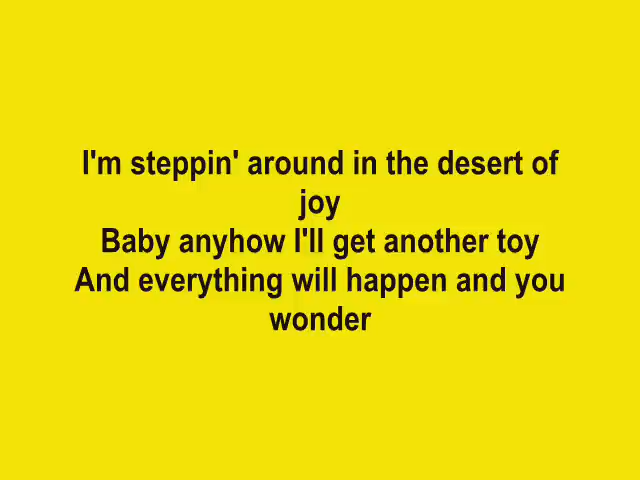 I'm steppin' around in the desert of
joy
Baby anyhow I'll get another toy
And everything will happen and you
wonder